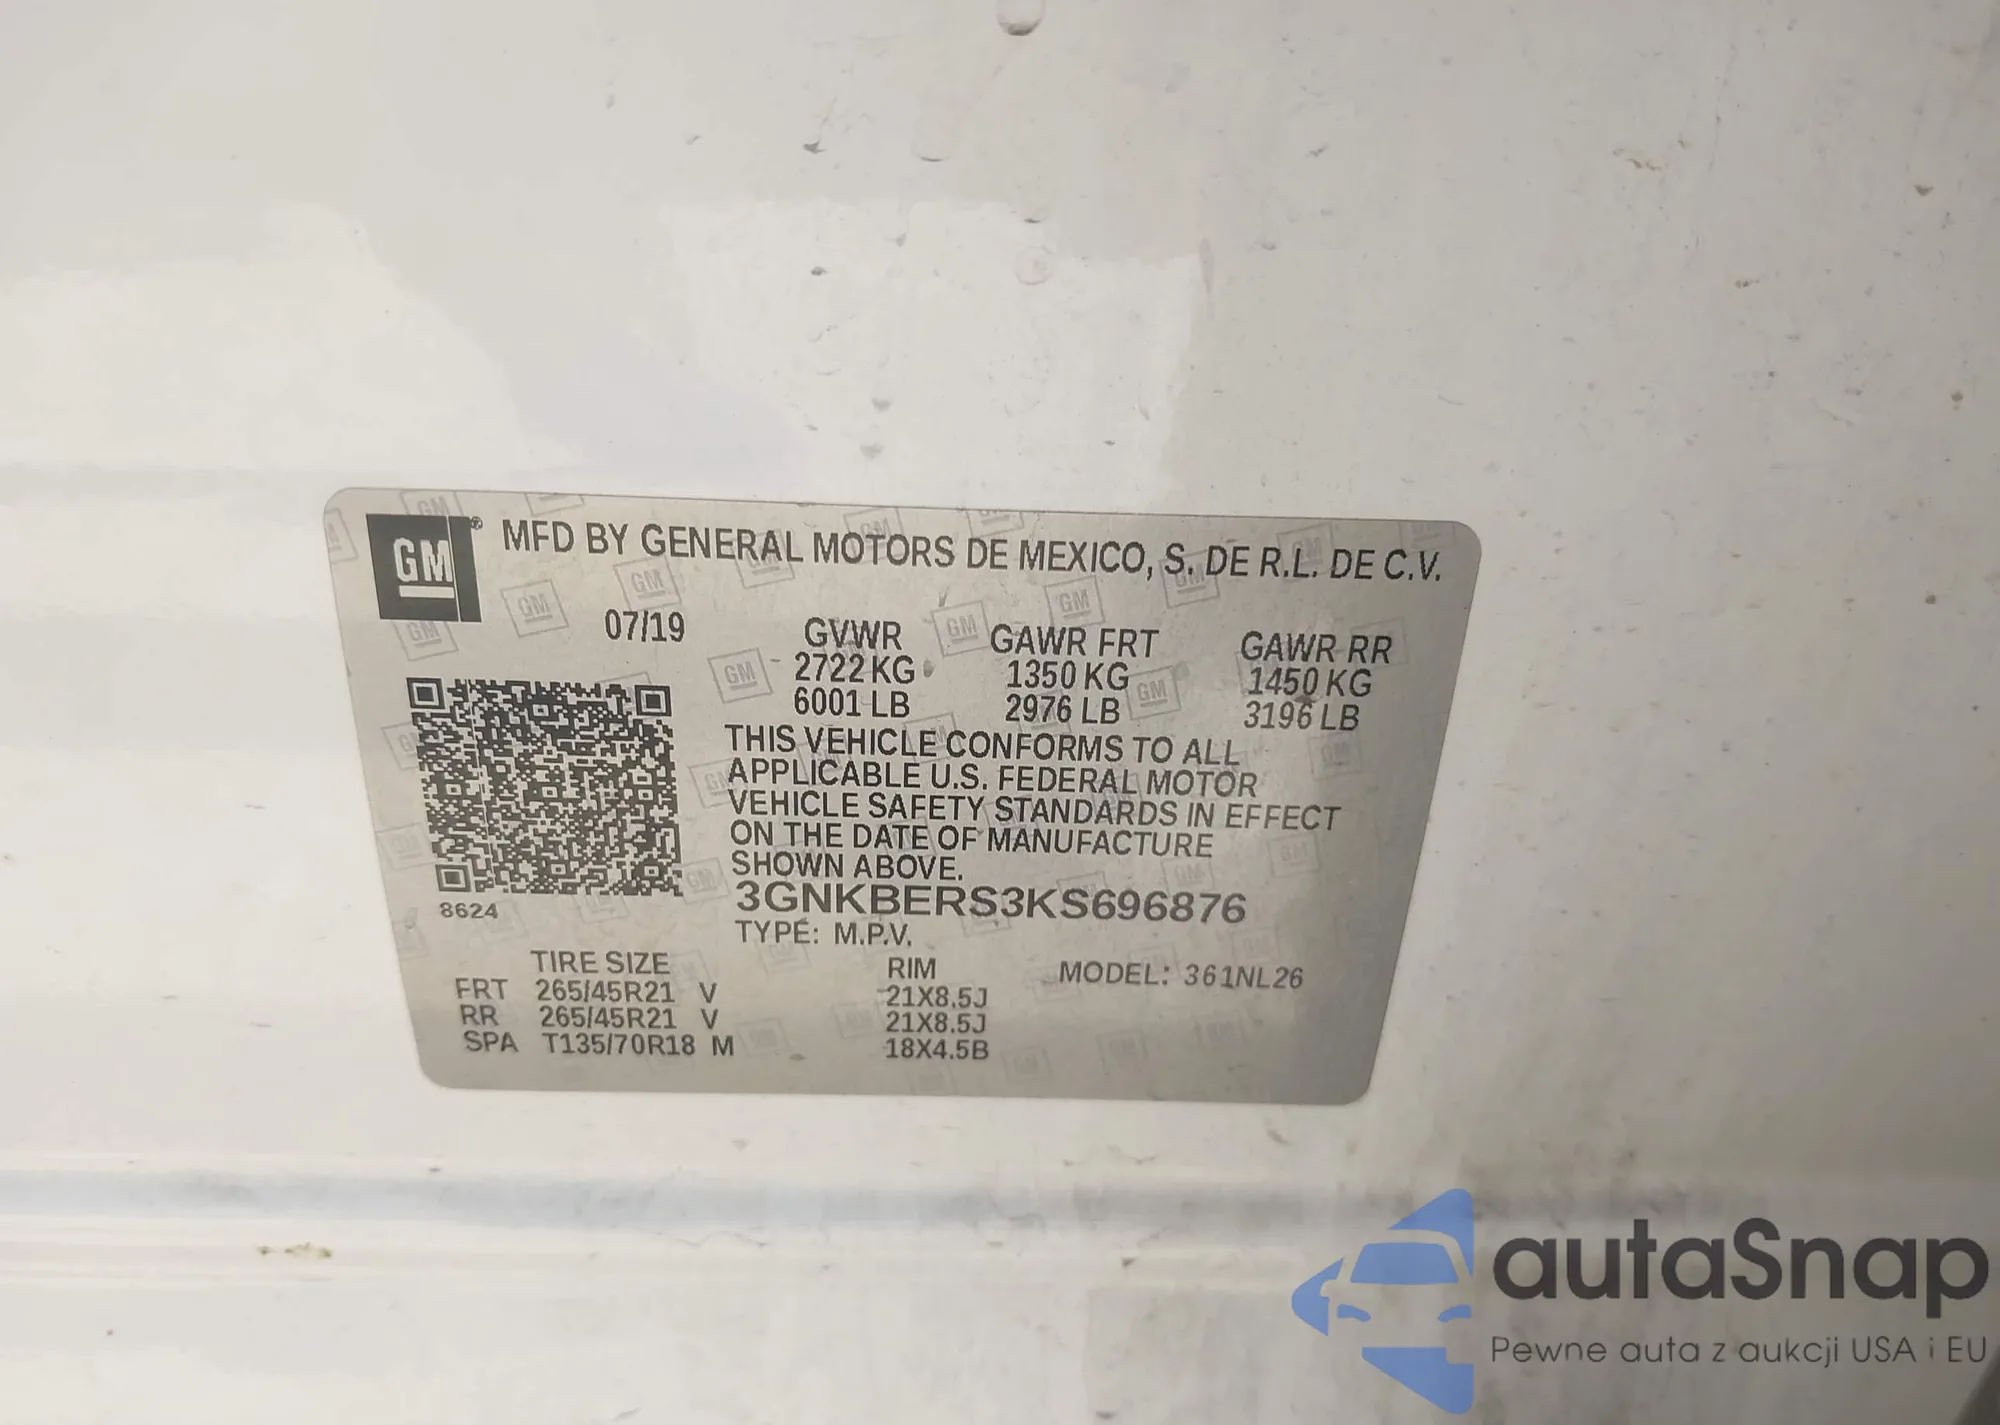 GM® MFD BY GENERAL MOTORS DE MEXICO, S. DE R.L. DE C.V.
07/19 GVWR GAWR FRT GAWR RR
2722 KG 1350 KG 1450 KG
6001 LB 2976 LB 3196 LB
THIS VEHICLE CONFORMS TO ALL
APPLICABLE U.S. FEDERAL MOTOR
VEHICLE SAFETY STANDARDS IN EFFECT
ON THE DATE OF MANUFACTURE
SHOWN ABOVE.
3GNKBERS3KS696876
8624
TYPE: M.P.V.
TIRE SIZE RIM MODEL: 361NL26
FRT 265/45R21 V 21X8.5J
RR 265/45R21 V 21X8.5J
SPA T135/70R18 M 18X4.5B
autaSnap
Pewne auta z aukcji USA i EU